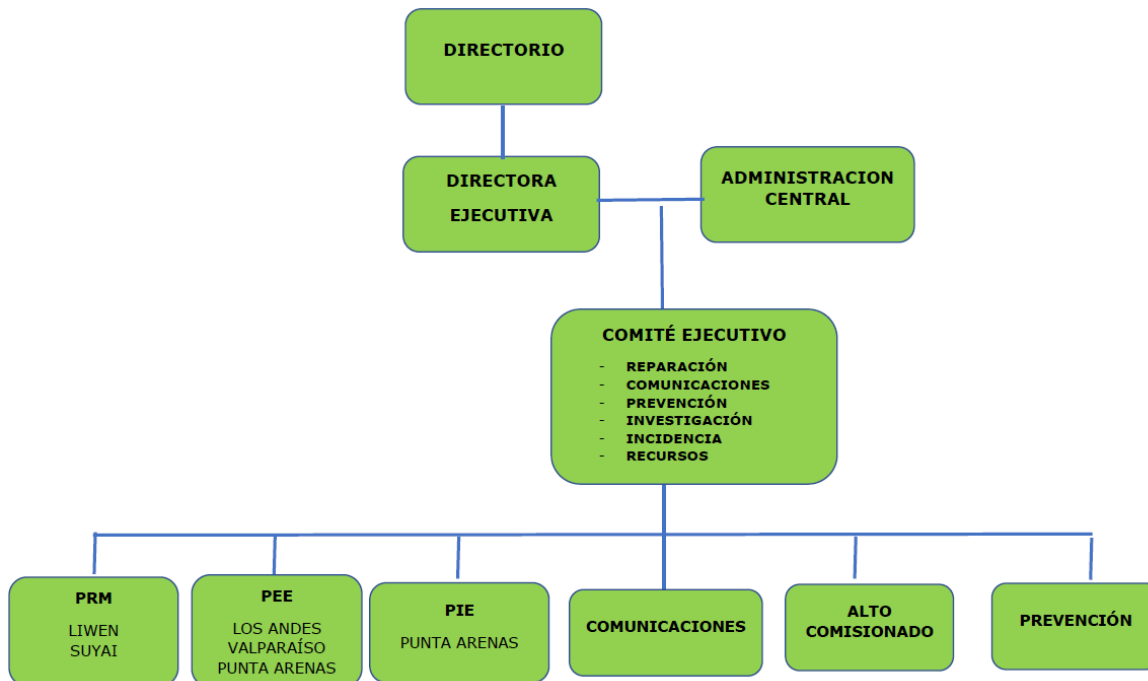 DIRECTORIO
DIRECTORA
EJECUTIVA
ADMINISTRACION
CENTRAL
COMITÉ EJECUTIVO
- REPARACIÓN
- COMUNICACIONES
- PREVENCIÓN
- INVESTIGACIÓN
- INCIDENCIA
- RECURSOS
PRM
LIWEN
SUYAI
PEE
LOS ANDES
VALPARAÍSO
PUNTA ARENAS
PIE
PUNTA ARENAS
COMUNICACIONES
ALTO
COMISIONADO
PREVENCIÓN